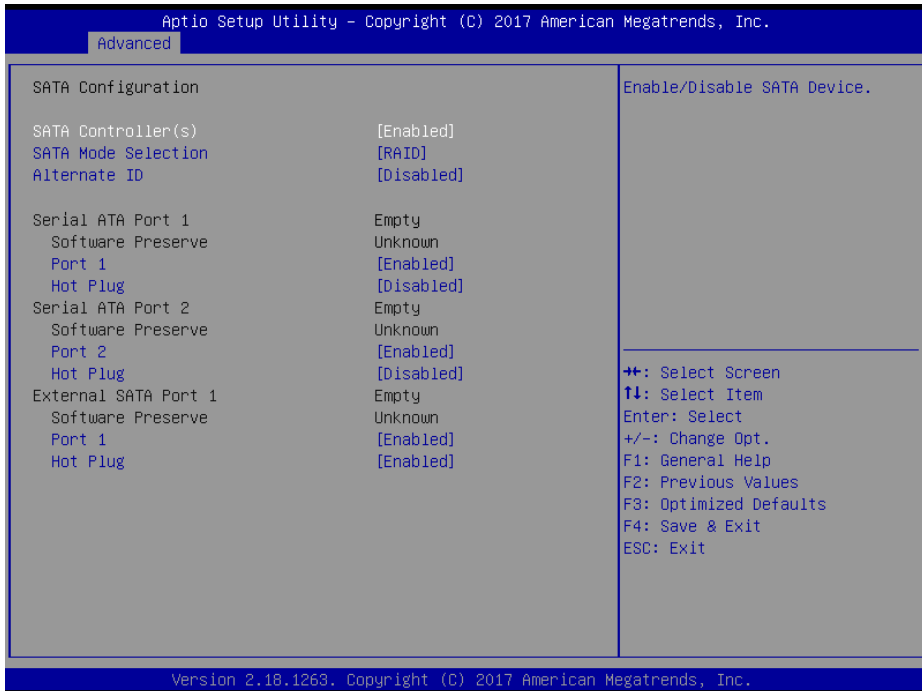 Aptio Setup Utility – Copyright (C) 2017 American Megatrends, Inc.
Advanced
SATA Configuration
SATA Controller(s) [Enabled]
SATA Mode Selection [RAID]
Alternate ID [Disabled]
Serial ATA Port 1 Empty
Software Preserve Unknown
Port 1 [Enabled]
Hot Plug [Disabled]
Serial ATA Port 2 Empty
Software Preserve Unknown
Port 2 [Enabled]
Hot Plug [Disabled]
External SATA Port 1 Empty
Software Preserve Unknown
Port 1 [Enabled]
Hot Plug [Enabled]
Enable/Disable SATA Device.
→←: Select Screen
↑↓: Select Item
Enter: Select
+/-: Change Opt.
F1: General Help
F2: Previous Values
F3: Optimized Defaults
F4: Save & Exit
ESC: Exit
Version 2.18.1263. Copyright (C) 2017 American Megatrends, Inc.